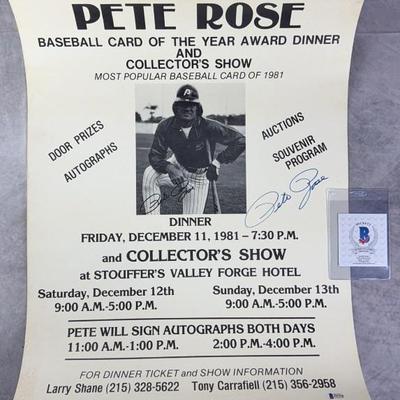 PETE ROSE
BASEBALL CARD OF THE YEAR AWARD DINNER
AND
COLLECTOR'S SHOW
MOST POPULAR BASEBALL CARD OF 1981
DOOR PRIZES
AUTOGRAPHS
AUCTIONS
SOUVENIR
PROGRAM
Pete Rose
Pete Rose
DINNER
FRIDAY, DECEMBER 11, 1981 - 7:30 P.M.
and COLLECTOR'S SHOW
at STOUFFER'S VALLEY FORGE HOTEL
Saturday, December 12th Sunday, December 13th
9:00 A.M.-5:00 P.M. 9:00 A.M.-5:00 P.M.
PETE WILL SIGN AUTOGRAPHS BOTH DAYS
11:00 A.M.-1:00 P.M. 2:00 P.M.-4:00 P.M.
FOR DINNER TICKET and SHOW INFORMATION
Larry Shane (215) 328-5622 Tony Carrafiell (215) 356-2958